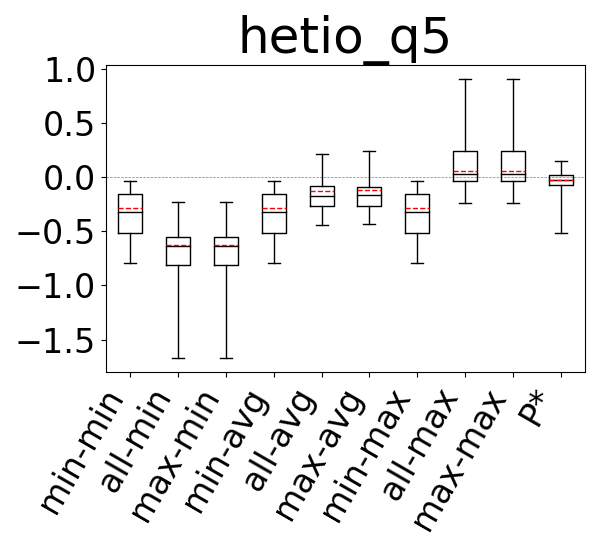 hetio_q5
1.0
0.5
0.0
−0.5
−1.0
−1.5
min-min
all-min
max-min
min-avg
all-avg
max-avg
min-max
all-max
max-max
P*